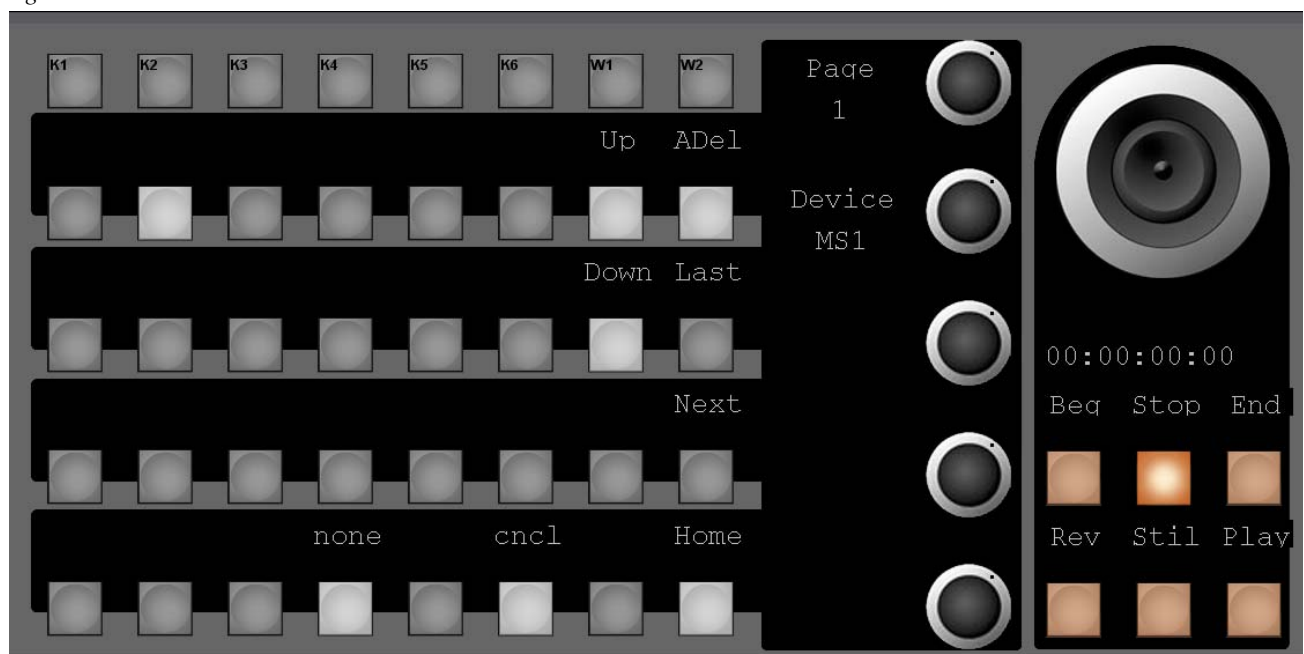 K1 K2 K3 K4 K5 K6 W1 W2
Page
1
Up ADel
Device
MS1
Down Last
00:00:00:00
Next
Beg Stop End
none cncl Home
Rev Stil Play